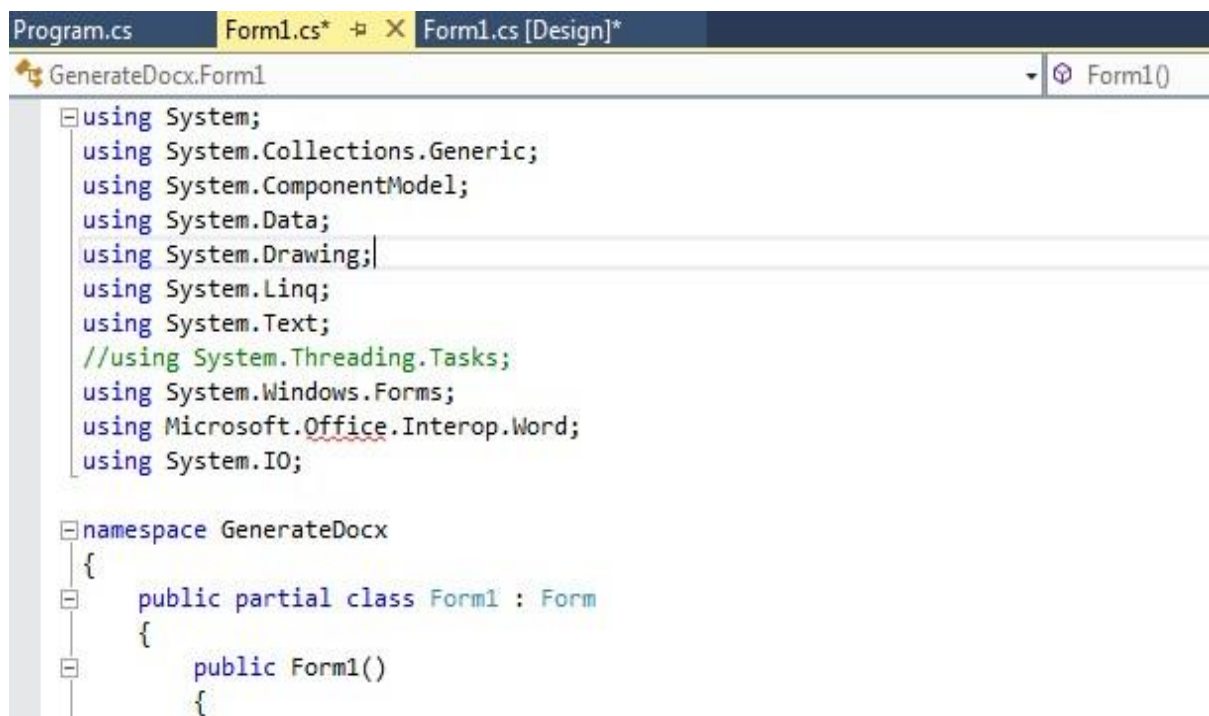 Program.cs Form1.cs* Form1.cs [Design]*
GenerateDocx.Form1 Form1()
using System;
using System.Collections.Generic;
using System.ComponentModel;
using System.Data;
using System.Drawing;
using System.Linq;
using System.Text;
//using System.Threading.Tasks;
using System.Windows.Forms;
using Microsoft.Office.Interop.Word;
using System.IO;
namespace GenerateDocx
{
public partial class Form1 : Form
{
public Form1()
{